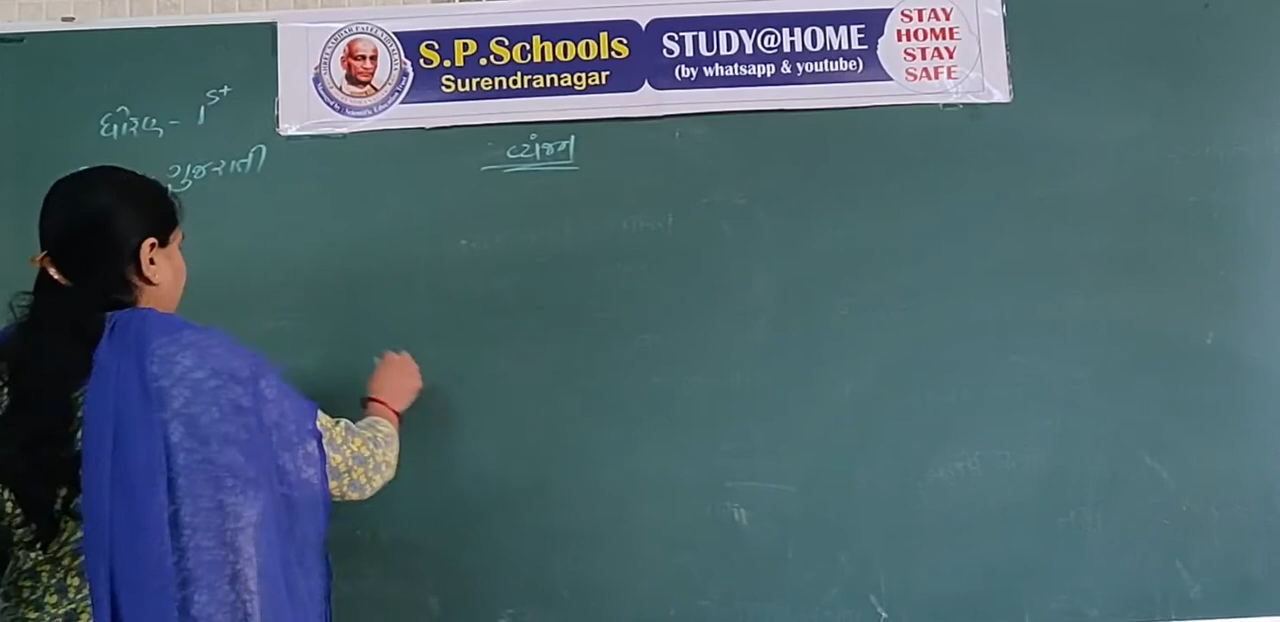 S.P.Schools
Surendranagar
STUDY@HOME
(by whatsapp & youtube)
STAY
HOME
STAY
SAFE
ધોરણ - 1st
ગુજરાતી
વ્યંજન